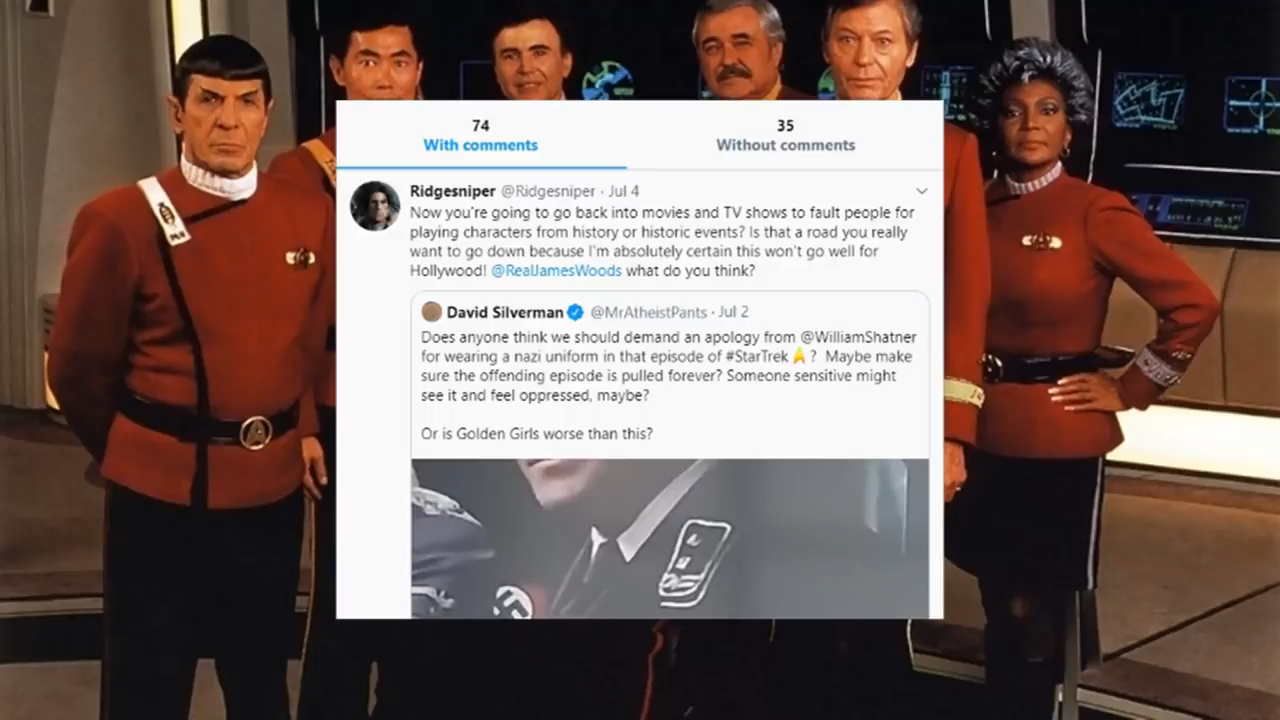 74
With comments
35
Without comments
Ridgesniper @Ridgesniper · Jul 4
Now you're going to go back into movies and TV shows to fault people for
playing characters from history or historic events? Is that a road you really
want to go down because I'm absolutely certain this won't go well for
Hollywood! @RealJamesWoods what do you think?
David Silverman @MrAtheistPants · Jul 2
Does anyone think we should demand an apology from @WilliamShatner
for wearing a nazi uniform in that episode of #StarTrek ? Maybe make
sure the offending episode is pulled forever? Someone sensitive might
see it and feel oppressed, maybe?
Or is Golden Girls worse than this?